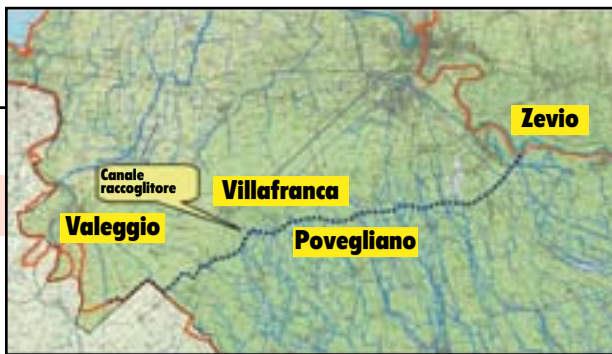 Zevio
Canale
raccoglitore
Villafranca
Valeggio
Povegliano